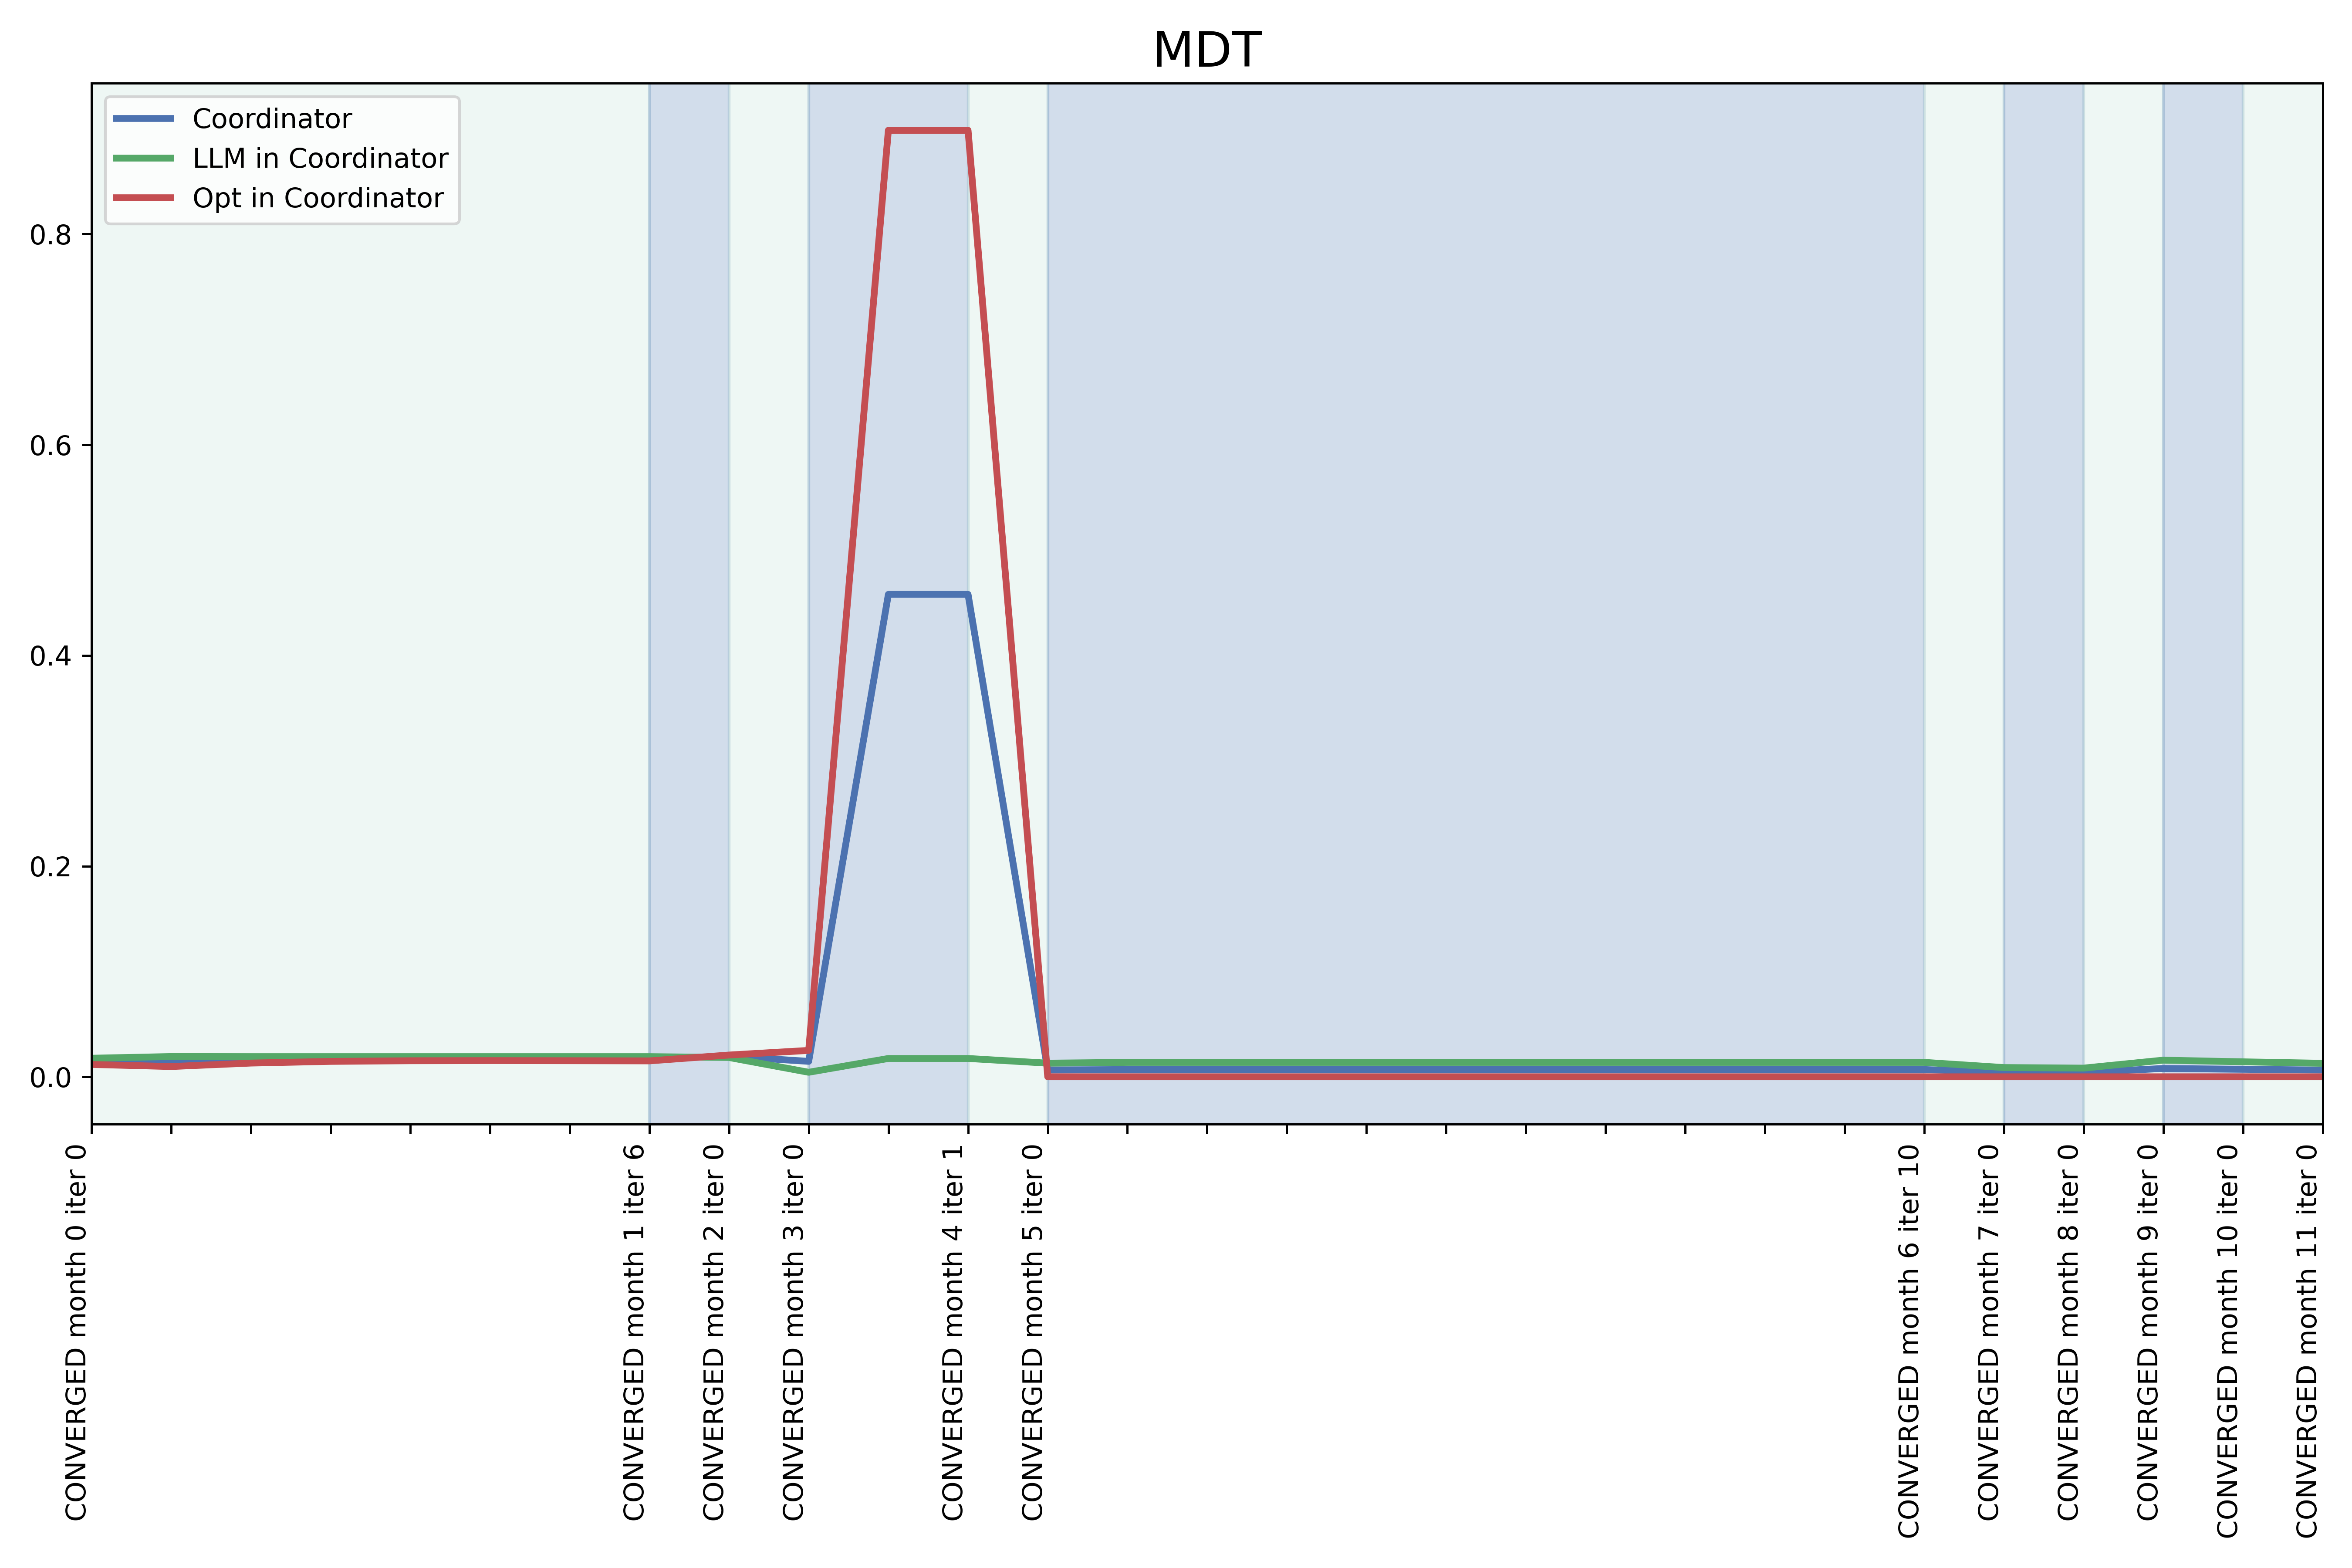 MDT
Coordinator
LLM in Coordinator
Opt in Coordinator
0.8
0.6
0.4
0.2
0.0
CONVERGED month 0 iter 0
CONVERGED month 1 iter 6
CONVERGED month 2 iter 0
CONVERGED month 3 iter 0
CONVERGED month 4 iter 1
CONVERGED month 5 iter 0
CONVERGED month 6 iter 10
CONVERGED month 7 iter 0
CONVERGED month 8 iter 0
CONVERGED month 9 iter 0
CONVERGED month 10 iter 0
CONVERGED month 11 iter 0